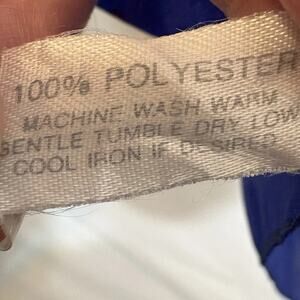 100% POLYESTER
MACHINE WASH WARM
GENTLE TUMBLE DRY LOW
COOL IRON IF DESIRED